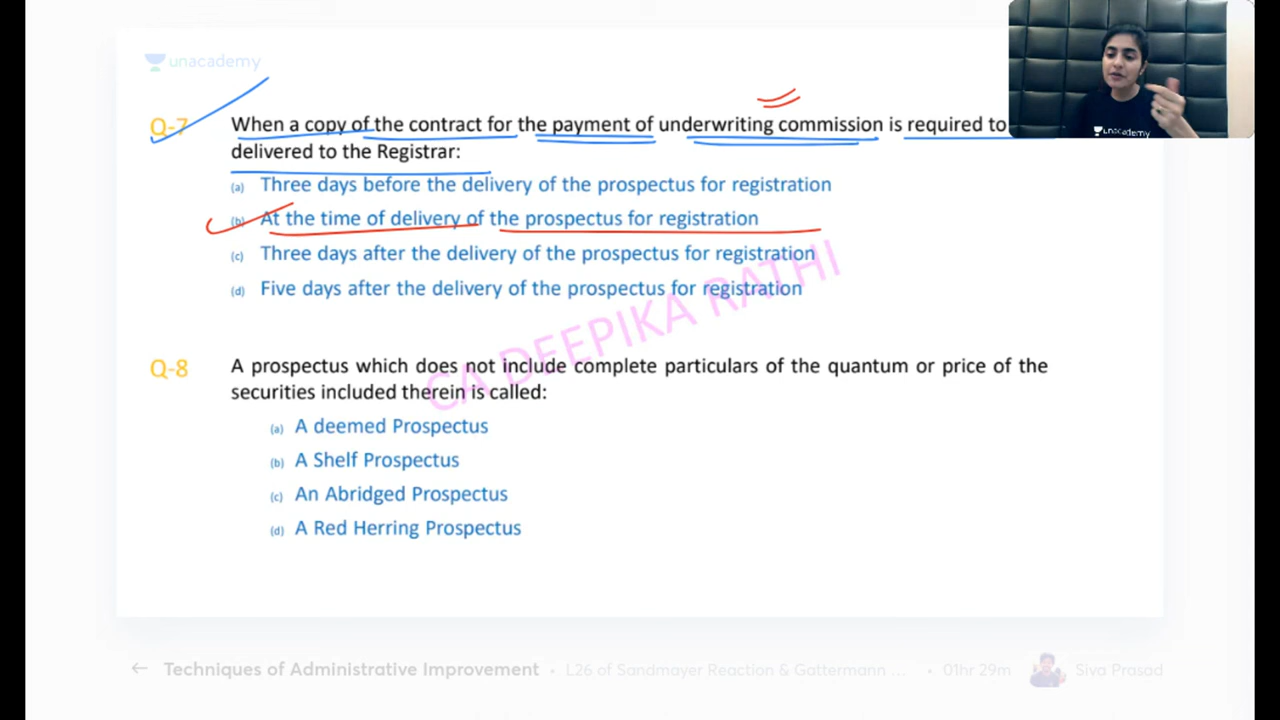 unacademy
unacademy
Q-7 When a copy of the contract for the payment of underwriting commission is required to
delivered to the Registrar:
(a) Three days before the delivery of the prospectus for registration
(b) At the time of delivery of the prospectus for registration
(c) Three days after the delivery of the prospectus for registration
(d) Five days after the delivery of the prospectus for registration
CA DEEPIKA RATHI
Q-8 A prospectus which does not include complete particulars of the quantum or price of the
securities included therein is called:
(a) A deemed Prospectus
(b) A Shelf Prospectus
(c) An Abridged Prospectus
(d) A Red Herring Prospectus
← Techniques of Administrative Improvement • L26 of Sandmayer Reaction & Gattermann ... • 01hr 29m Siva Prasad